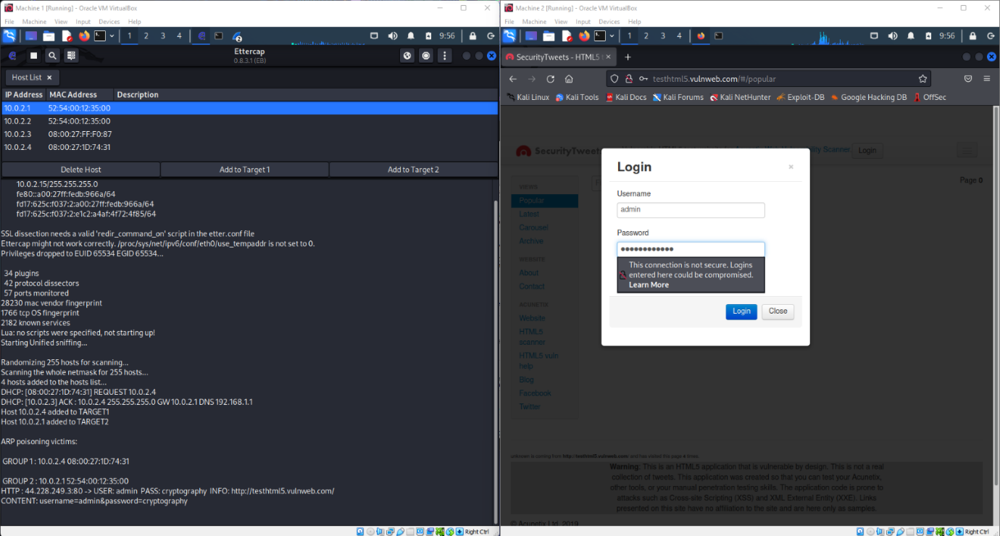 Machine 1 [Running] - Oracle VM VirtualBox
File Machine View Input Devices Help
1 2 3 4 2 9:56
Ettercap
0.8.3.1 (EB)
Host List ×
IP Address MAC Address Description
10.0.2.1 52:54:00:12:35:00
10.0.2.2 52:54:00:12:35:00
10.0.2.3 08:00:27:FF:F0:87
10.0.2.4 08:00:27:1D:74:31
Delete Host Add to Target 1 Add to Target 2
10.0.2.15/255.255.255.0
fe80::a00:27ff:fedb:966a/64
fd17:625c:f037:2:a00:27ff:fedb:966a/64
fd17:625c:f037:2:e1c2:a4af:4f72:4f85/64
SSL dissection needs a valid 'redir_command_on' script in the etter.conf file
Ettercap might not work correctly. /proc/sys/net/ipv6/conf/eth0/use_tempaddr is not set to 0.
Privileges dropped to EUID 65534 EGID 65534...
34 plugins
42 protocol dissectors
57 ports monitored
28230 mac vendor fingerprint
1766 tcp OS fingerprint
2182 known services
Lua: no scripts were specified, not starting up!
Starting Unified sniffing...
Randomizing 255 hosts for scanning...
Scanning the whole netmask for 255 hosts...
4 hosts added to the hosts list...
DHCP: [08:00:27:1D:74:31] REQUEST 10.0.2.4
DHCP: [10.0.2.3] ACK : 10.0.2.4 255.255.255.0 GW 10.0.2.1 DNS 192.168.1.1
Host 10.0.2.4 added to TARGET1
Host 10.0.2.1 added to TARGET2
ARP poisoning victims:
GROUP 1 : 10.0.2.4 08:00:27:1D:74:31
GROUP 2 : 10.0.2.1 52:54:00:12:35:00
HTTP : 44.228.249.3:80 -> USER: admin PASS: cryptography INFO: http://testhtml5.vulnweb.com/
CONTENT: username=admin&password=cryptography
Right Ctrl
Machine 2 [Running] - Oracle VM VirtualBox
File Machine View Input Devices Help
1 2 3 4 9:56
SecurityTweets - HTML5 × +
testhtml5.vulnweb.com/#/popular
Kali Linux Kali Tools Kali Docs Kali Forums Kali NetHunter Exploit-DB Google Hacking DB OffSec
SecurityTweet Scanner Login
Page 0
VIEWS
Popular
Latest
Carousel
Archive
WEBSITE
About
Contact
ACUNETIX
Website
HTML5
scanner
HTML5 vuln
help
Blog
Facebook
Twitter
Login ×
Username
admin
Password
This connection is not secure. Logins
entered here could be compromised.
Learn More
Login Close
unknown is coming from http://testhtml5.vulnweb.com/ and has visited this page 4 times.
Warning: This is an HTML5 application that is vulnerable by design. This is not a real
collection of tweets. This application was created so that you can test your Acunetix,
other tools, or your manual penetration testing skills. The application code is prone to
attacks such as Cross-site Scripting (XSS) and XML External Entity (XXE). Links
presented on this site have no affiliation to the site and are here only as samples.
© Acunetix Ltd, 2019
Right Ctrl